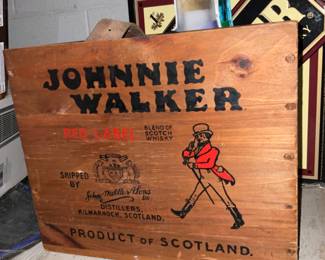 JOHNNIE
WALKER
RED LABEL
BLEND OF
SCOTCH
WHISKY
SHIPPED
BY
John Walker & Sons
Ltd
DISTILLERS,
KILMARNOCK, SCOTLAND.
PRODUCT OF SCOTLAND.